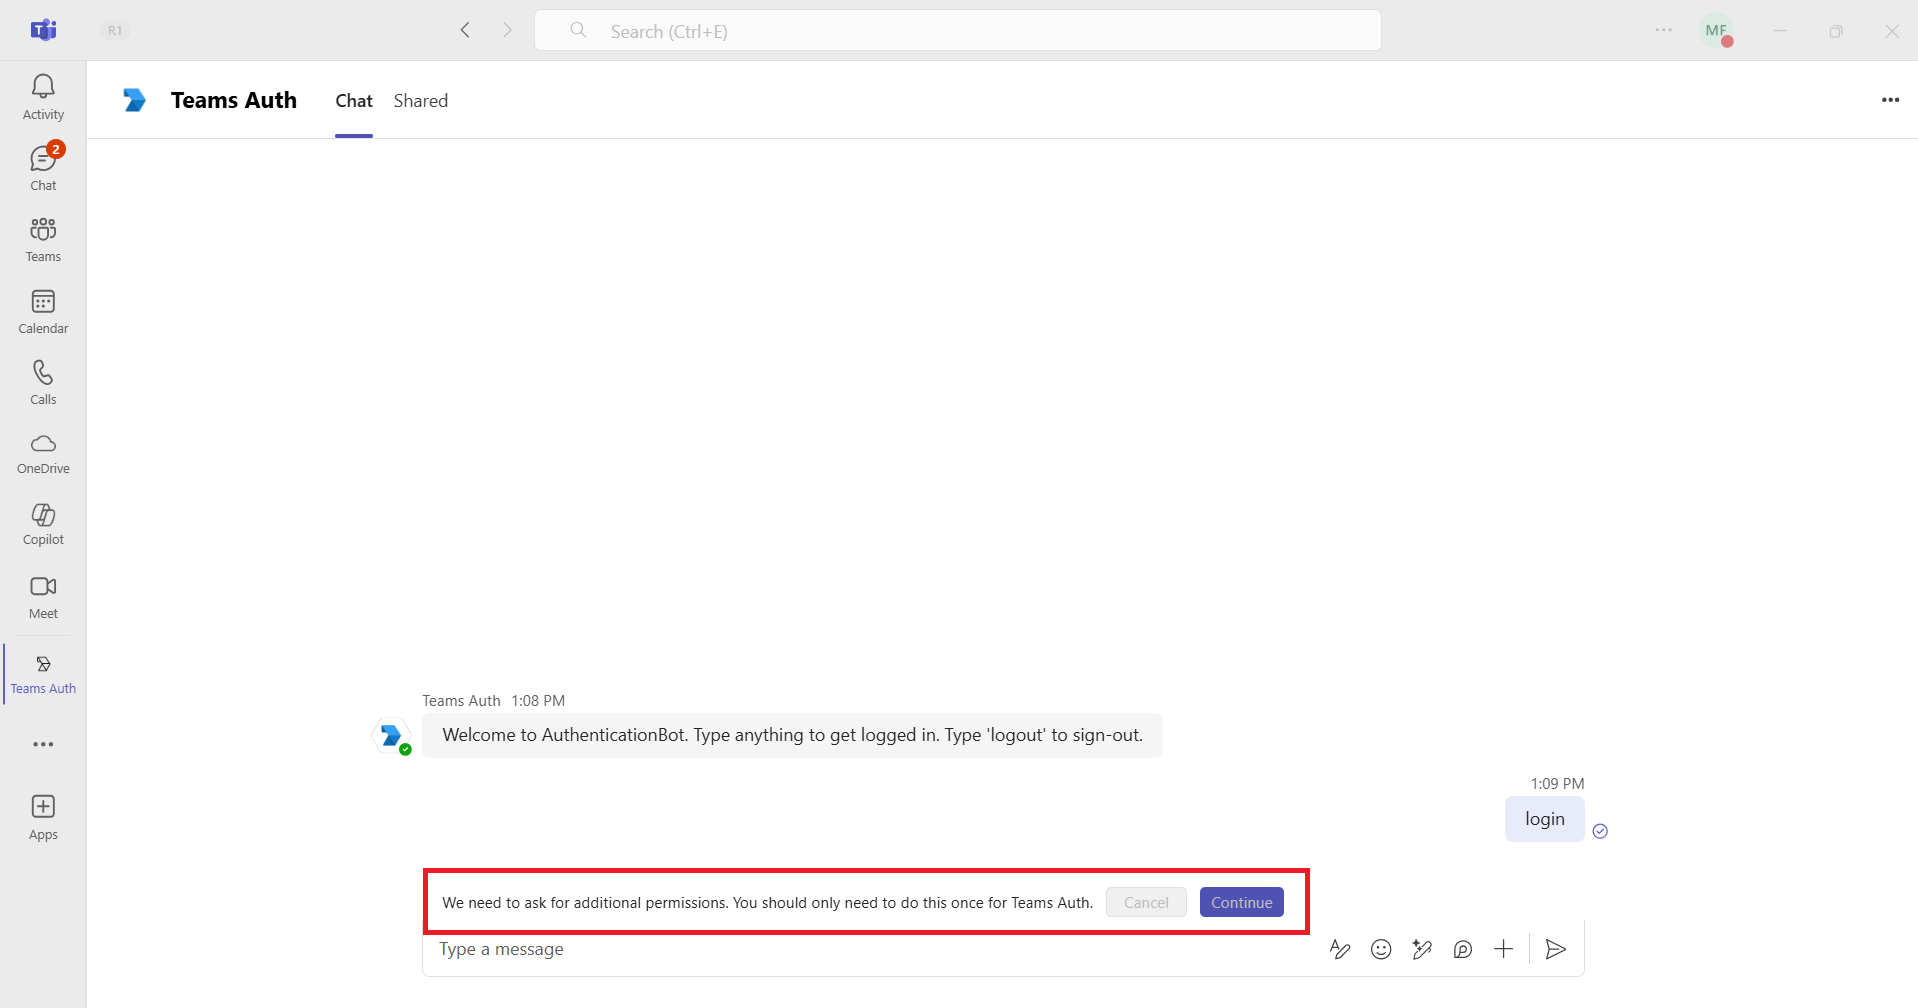 R1
Search (Ctrl+E)
MF
Activity
2
Chat
Teams
Calendar
Calls
OneDrive
Copilot
Meet
Teams Auth
Apps
Teams Auth
Chat
Shared
Teams Auth 1:08 PM
Welcome to AuthenticationBot. Type anything to get logged in. Type 'logout' to sign-out.
1:09 PM
login
We need to ask for additional permissions. You should only need to do this once for Teams Auth.
Cancel
Continue
Type a message